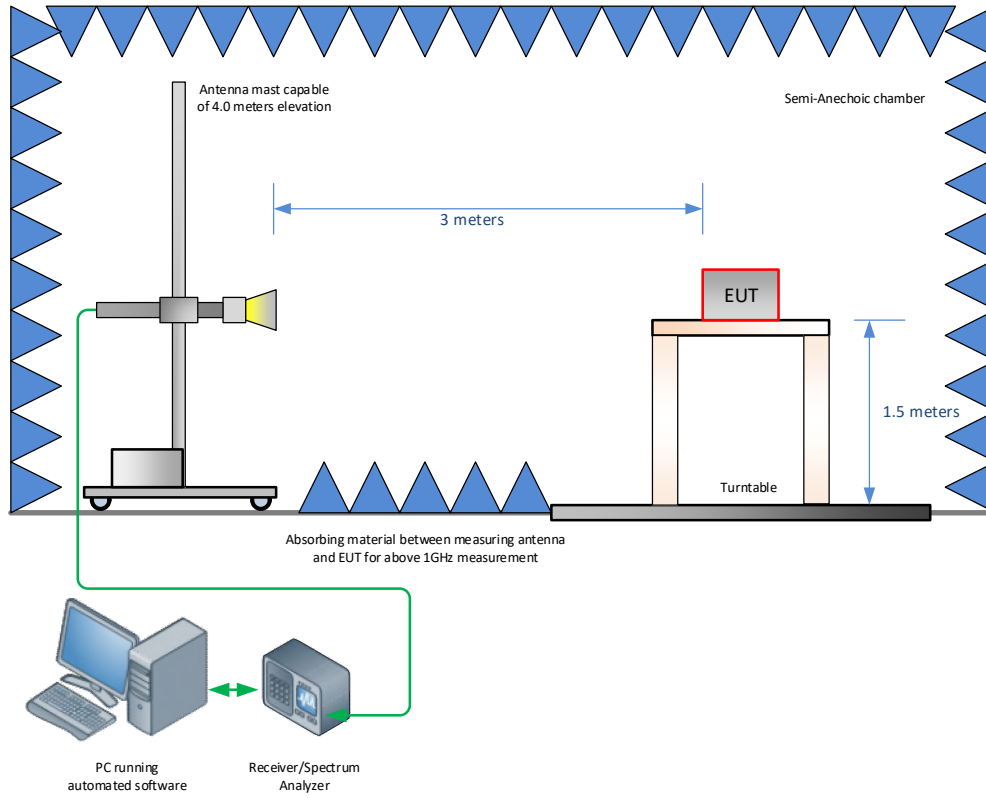 Antenna mast capable
of 4.0 meters elevation
Semi-Anechoic chamber
3 meters
EUT
1.5 meters
Turntable
Absorbing material between measuring antenna
and EUT for above 1GHz measurement
PC running
automated software
Receiver/Spectrum
Analyzer